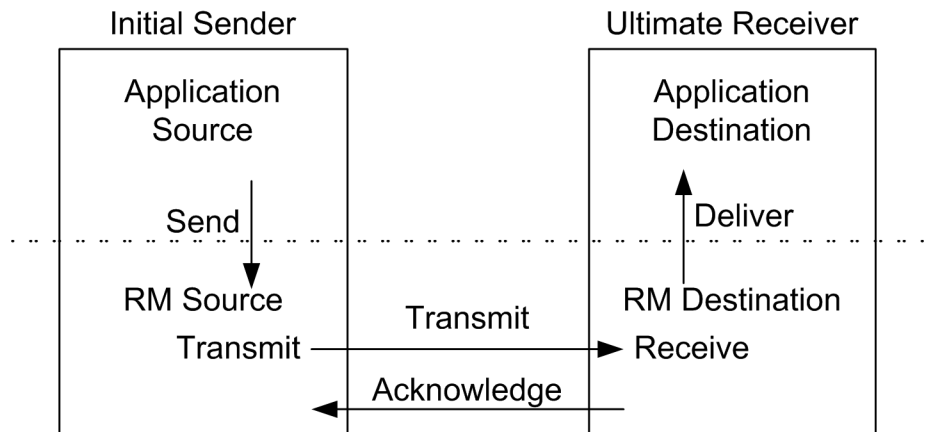 Initial Sender
Ultimate Receiver
Application
Source
Application
Destination
Send
Deliver
RM Source
RM Destination
Transmit
Transmit
Receive
Acknowledge